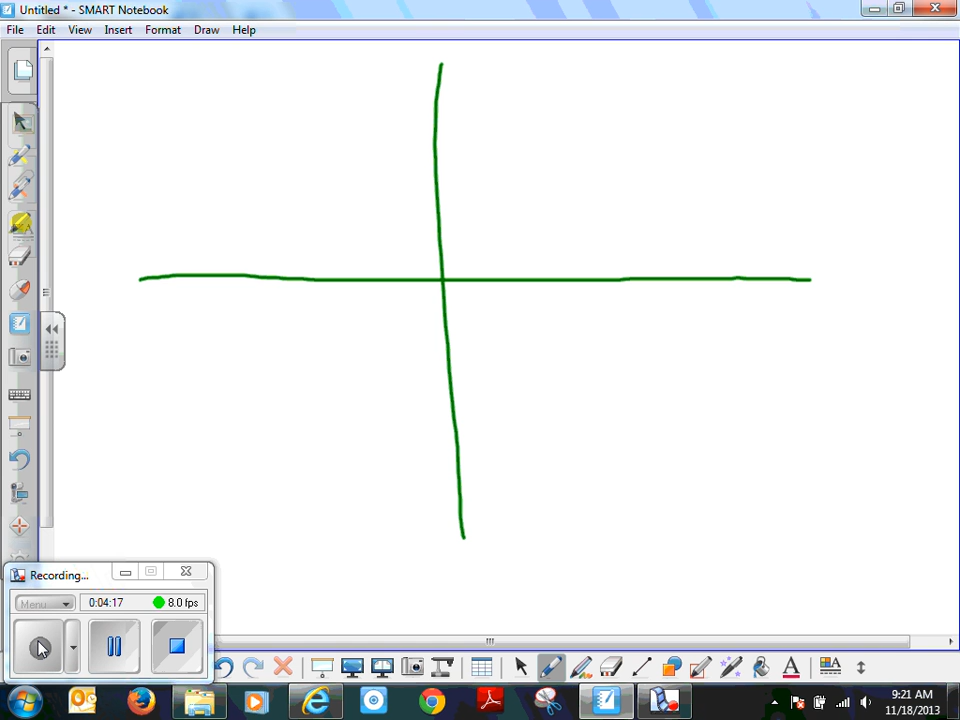 Untitled * - SMART Notebook
File Edit View Insert Format Draw Help
Recording...
Menu 0:04:17 8.0 fps
9:21 AM
11/18/2013